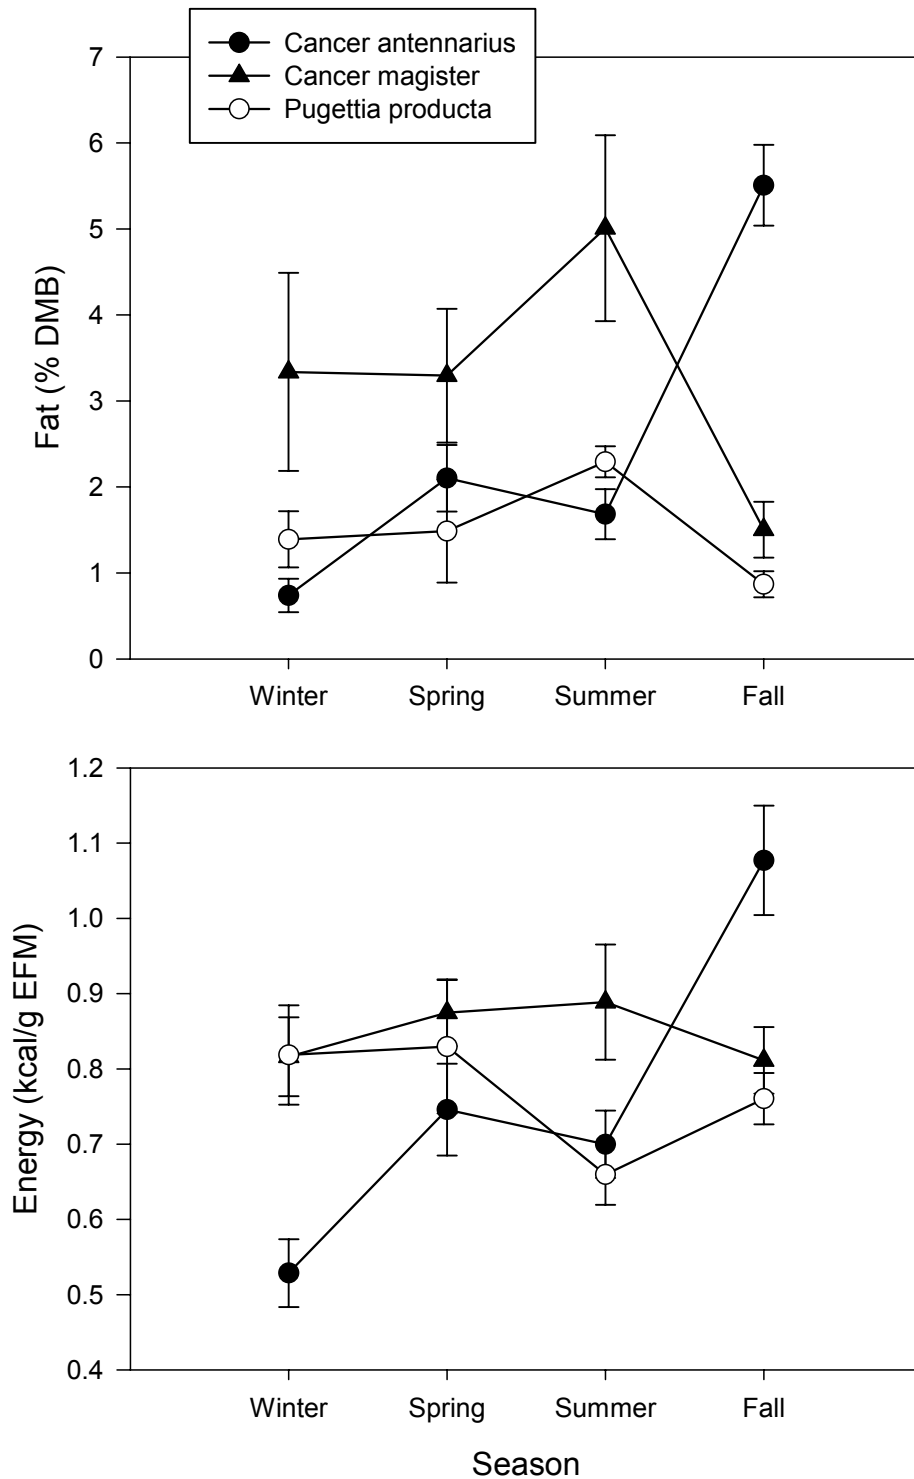 Cancer antennarius
Cancer magister
Pugettia producta
Fat (% DMB)
7
6
5
4
3
2
1
0
Winter Spring Summer Fall
Energy (kcal/g EFM)
1.2
1.1
1.0
0.9
0.8
0.7
0.6
0.5
0.4
Winter Spring Summer Fall
Season